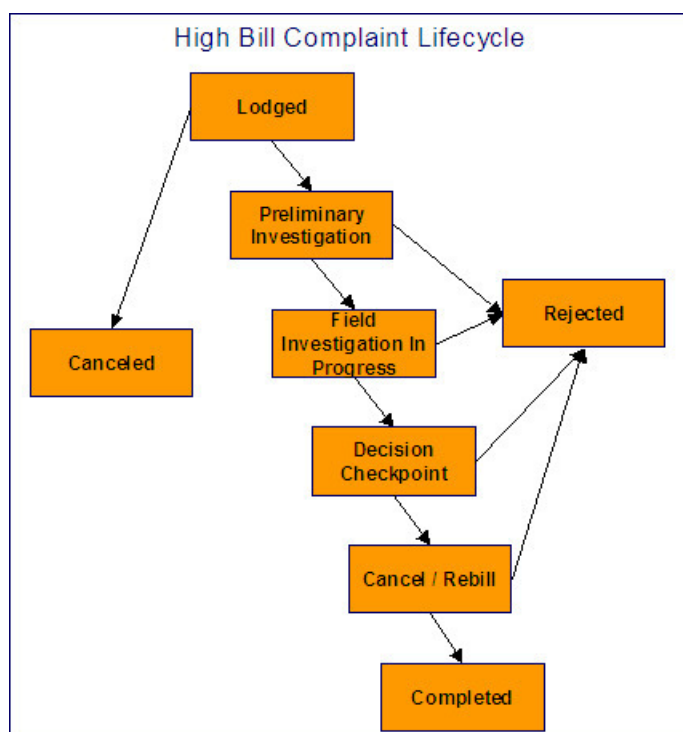 High Bill Complaint Lifecycle
Lodged
Preliminary
Investigation
Field
Investigation In
Progress
Rejected
Canceled
Decision
Checkpoint
Cancel / Rebill
Completed